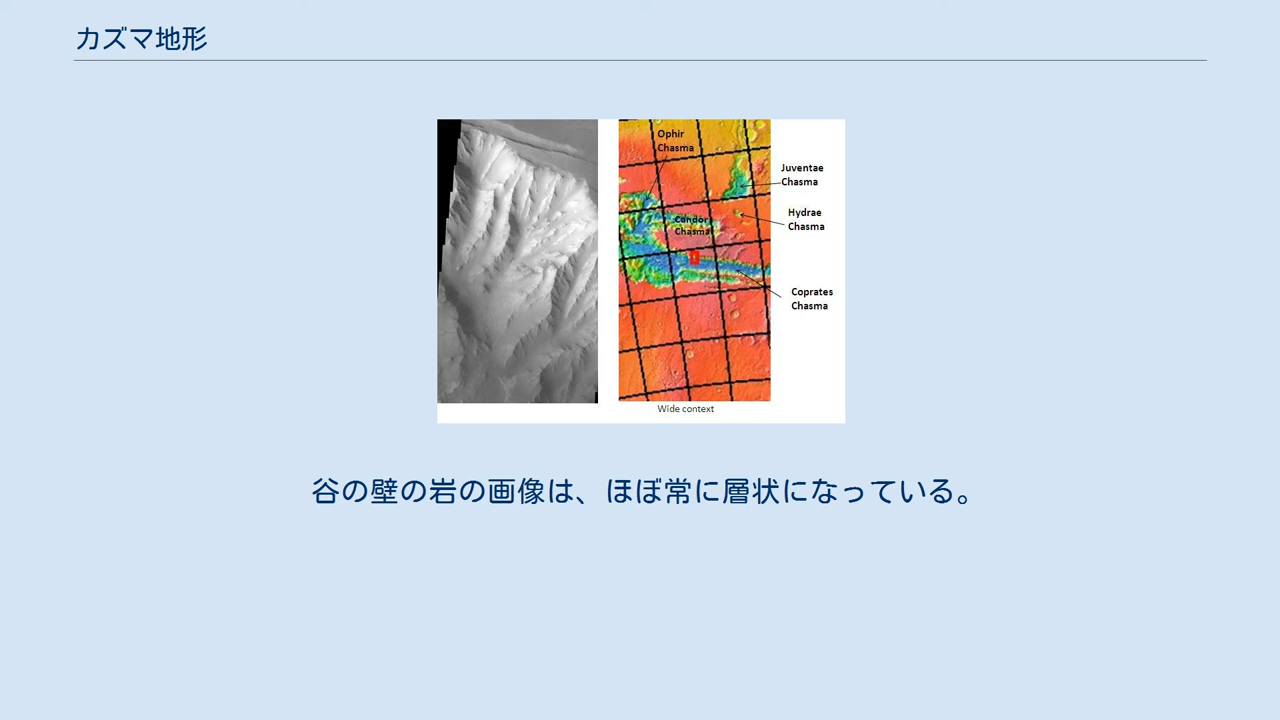 カズマ地形
Ophir
Chasma
Juventae
Chasma
Hydrae
Chasma
Candor
Chasma
Coprates
Chasma
Wide context
谷の壁の岩の画像は、ほぼ常に層状になっている。